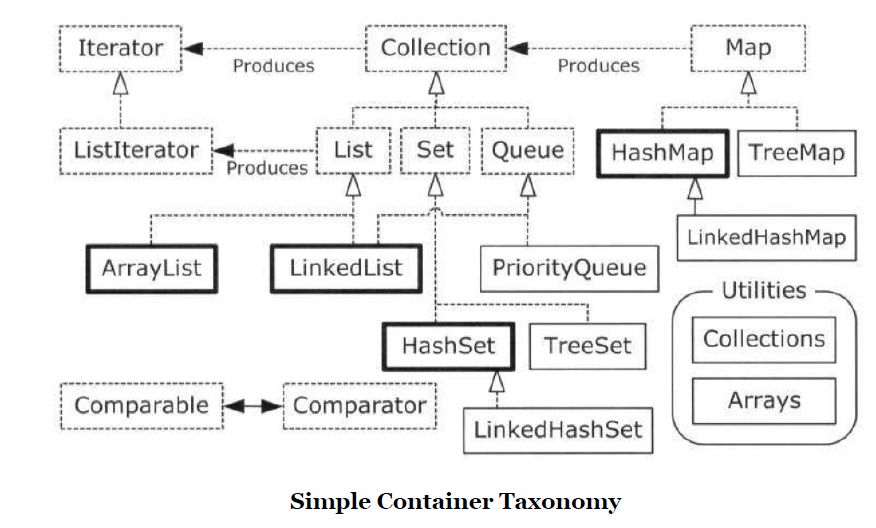 Iterator
Collection
Map
Produces
Produces
ListIterator
List
Set
Queue
HashMap
TreeMap
Produces
LinkedHashMap
ArrayList
LinkedList
PriorityQueue
Utilities
Collections
HashSet
TreeSet
Comparable
Comparator
Arrays
LinkedHashSet
Simple Container Taxonomy